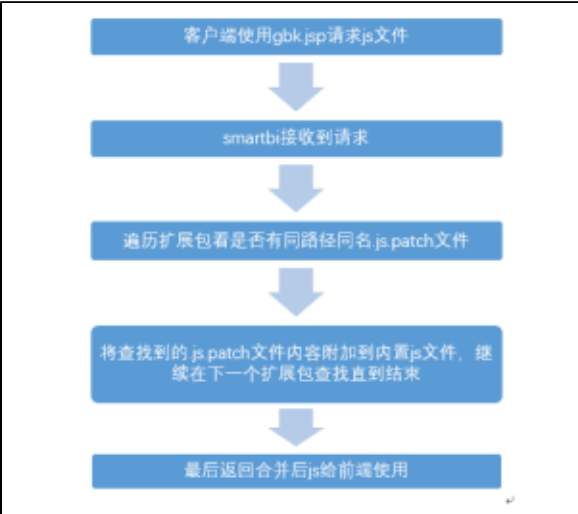 客户端使用gbk.jsp请求js文件
smartbi接收到请求
遍历扩展包看是否有同路径同名.js.patch文件
将查找到的.js.patch文件内容附加到内置js文件，继
续在下一个扩展包查找直到结束
最后返回合并后js给前端使用